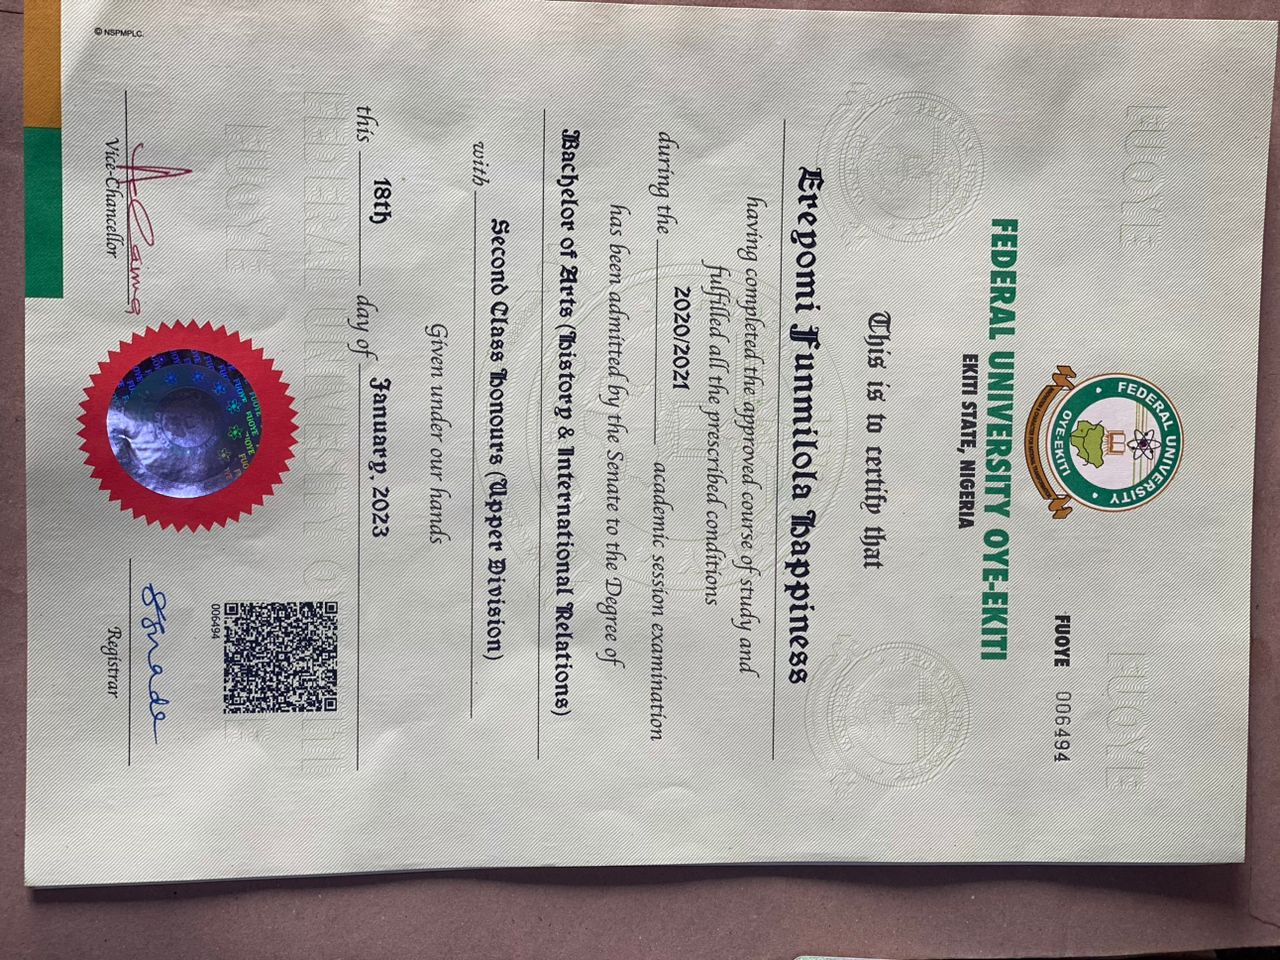 FEDERAL UNIVERSITY
OYE-EKITI
FUOYE 006494
FEDERAL UNIVERSITY OYE-EKITI
EKITI STATE, NIGERIA
This is to certify that
Ereyomi Funmilola Happiness
having completed the approved course of study and
fulfilled all the prescribed conditions
during the 2020/2021 academic session examination
has been admitted by the Senate to the Degree of
Bachelor of Arts (History & International Relations)
with Second Class Honours (Upper Division)
Given under our hands
this 18th day of January, 2023
006494
Vice-Chancellor
Registrar
© NSPMPLC.
FUOYE
FUOYE
FUOYE